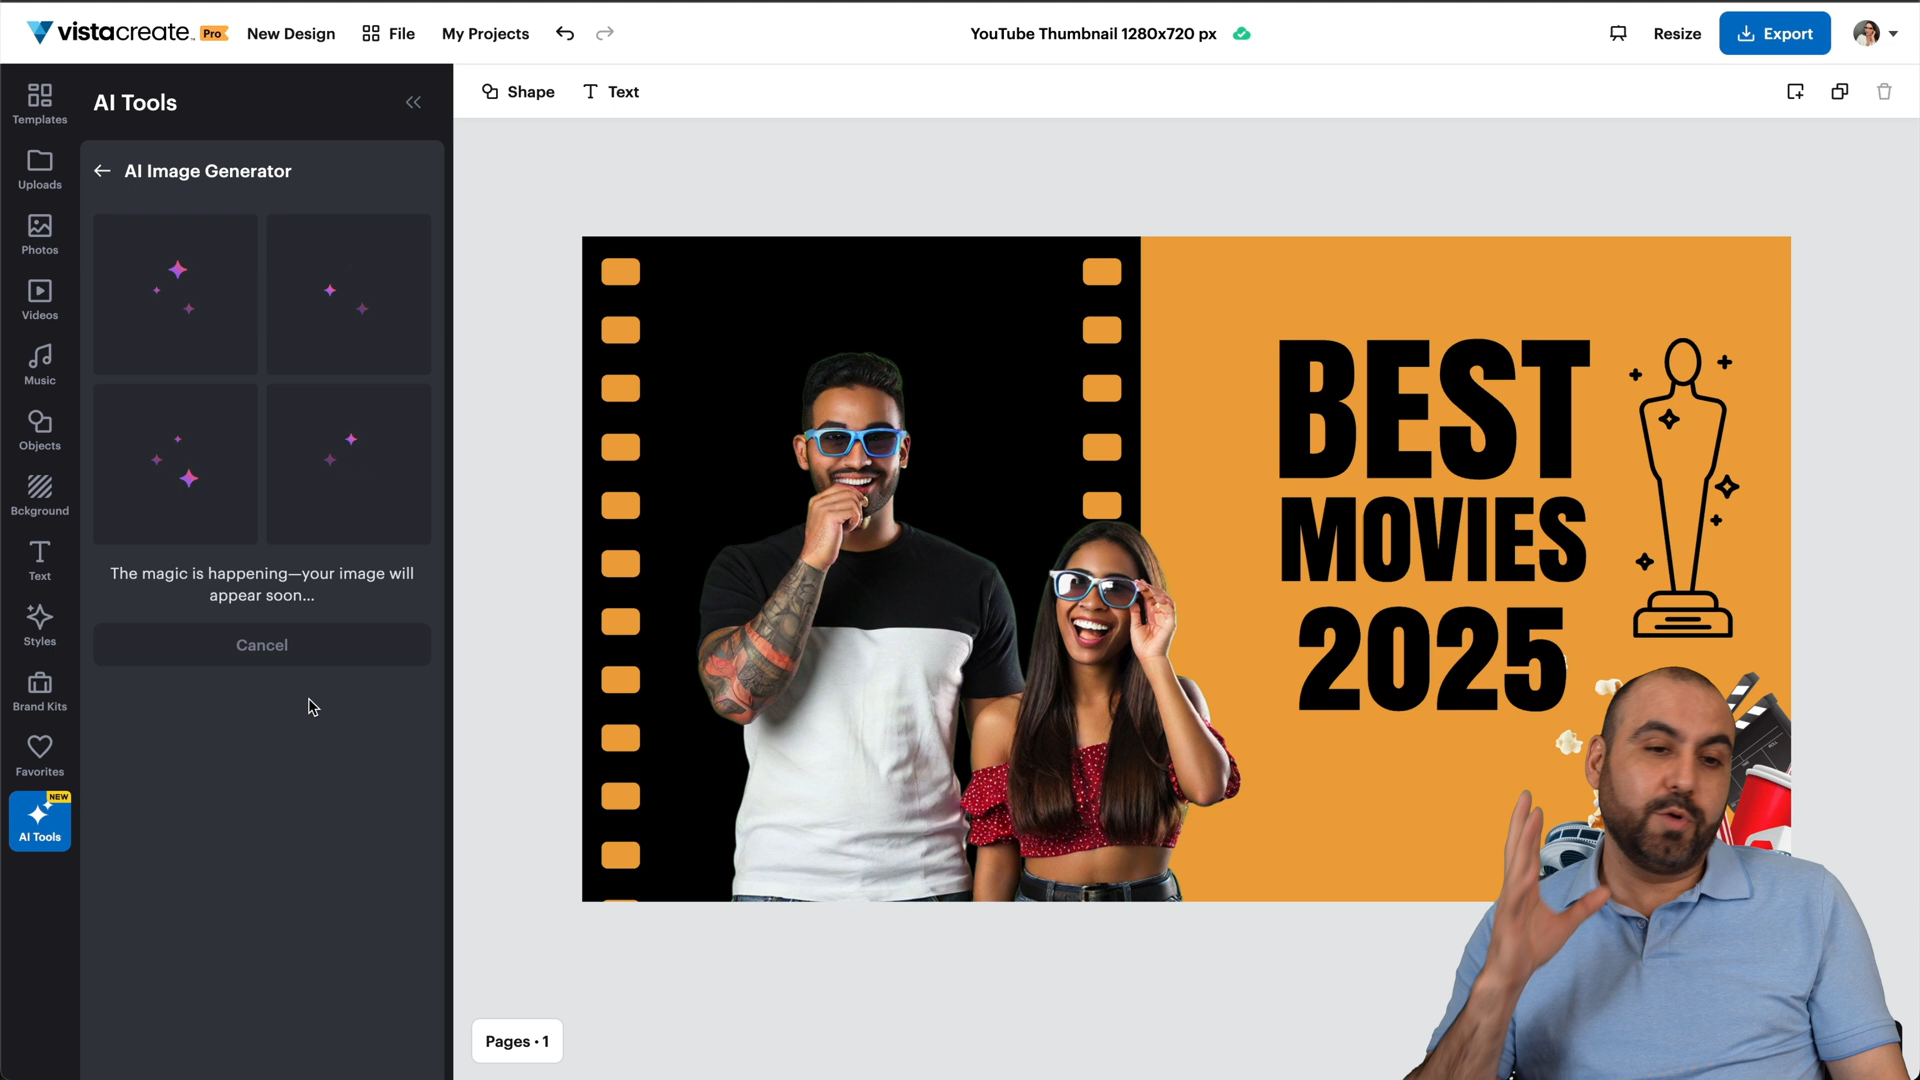 vistacreate Pro
New Design
File
My Projects
YouTube Thumbnail 1280x720 px
Resize
Export
Templates
Uploads
Photos
Videos
Music
Objects
Bckground
Text
Styles
Brand Kits
Favorites
NEW
AI Tools
AI Tools
AI Image Generator
The magic is happening—your image will
appear soon...
Cancel
Shape
Text
BEST
MOVIES
2025
Pages • 1